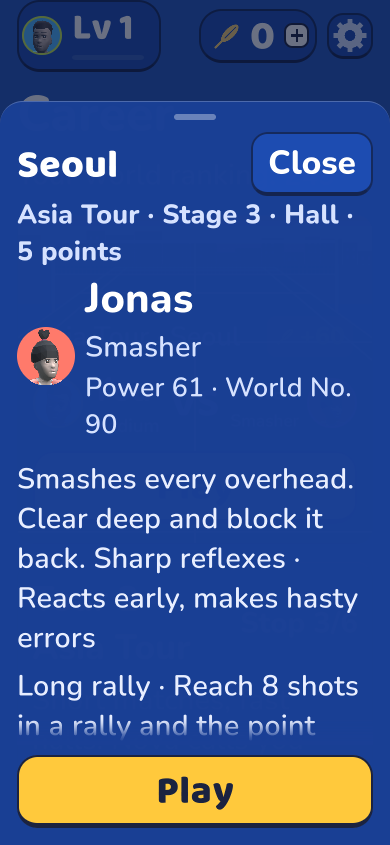 Lv 1
0
Seoul
Close
Asia Tour · Stage 3 · Hall ·
5 points
Jonas
Smasher
Power 61 · World No.
90
Smashes every overhead.
Clear deep and block it
back. Sharp reflexes ·
Reacts early, makes hasty
errors
Long rally · Reach 8 shots
in a rally and the point
Play